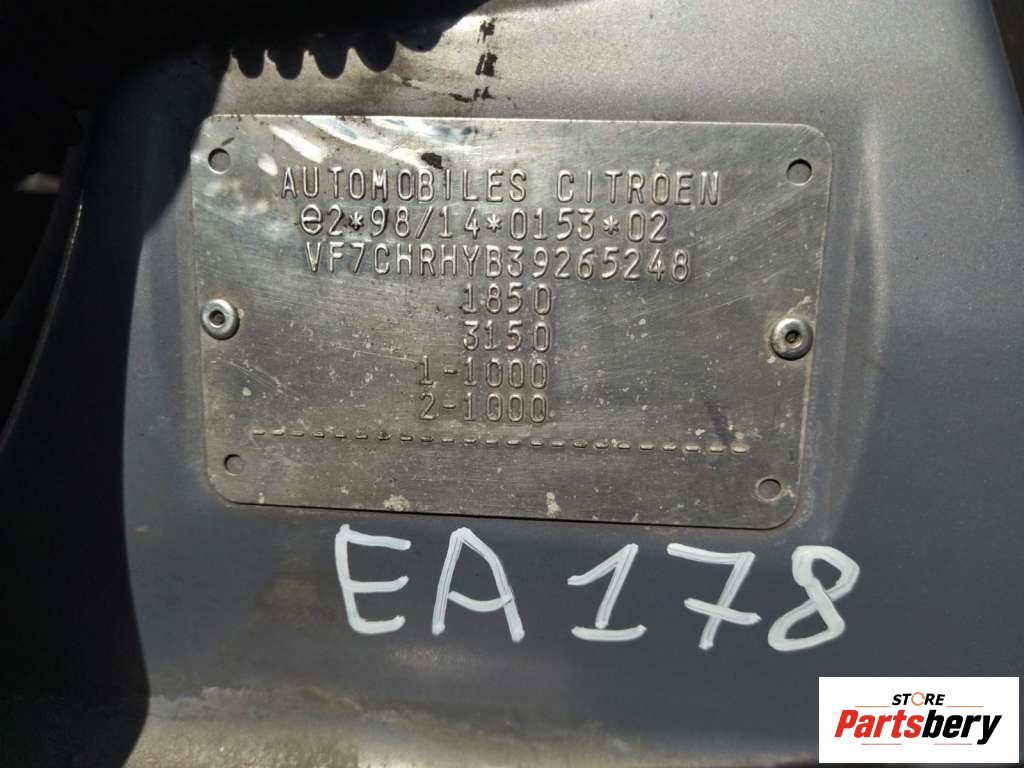 AUTOMOBILES CITROEN
e2*98/14*0153*02
VF7CHRHYB39265248
1850
3150
1-1000
2-1000
EA178
STORE
Partsbery